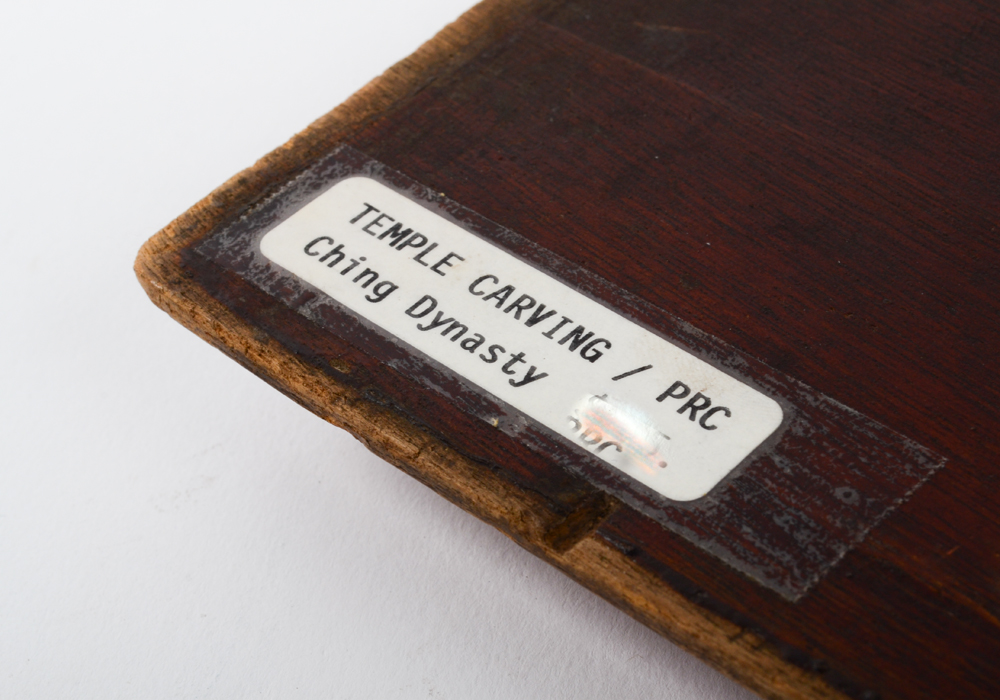 TEMPLE CARVING / PRC
Ching Dynasty